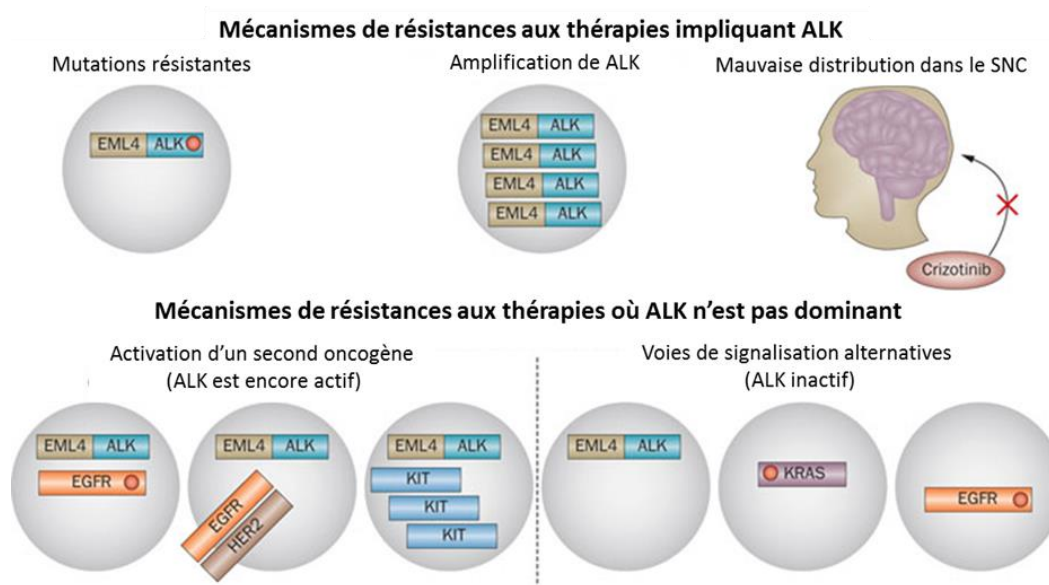 Mécanismes de résistances aux thérapies impliquant ALK
Mutations résistantes
Amplification de ALK
Mauvaise distribution dans le SNC
EML4 ALK
EML4 ALK
EML4 ALK
EML4 ALK
EML4 ALK
Crizotinib
Mécanismes de résistances aux thérapies où ALK n'est pas dominant
Activation d'un second oncogène
(ALK est encore actif)
Voies de signalisation alternatives
(ALK inactif)
EML4 ALK
EGFR
EML4 ALK
EGFR
HER2
EML4 ALK
KIT
KIT
KIT
EML4 ALK
KRAS
EGFR